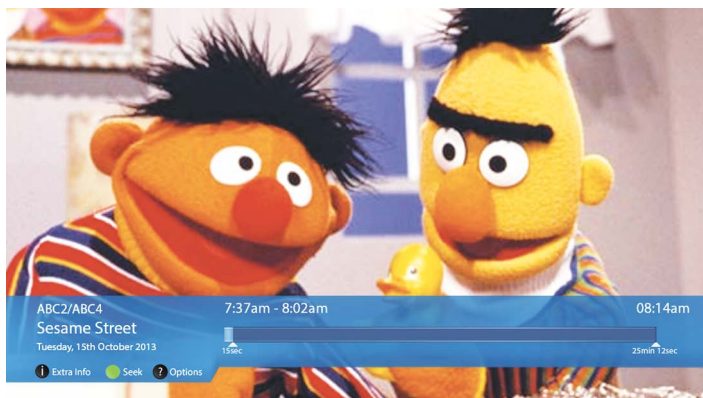 ABC2/ABC4
7:37am - 8:02am
08:14am
Sesame Street
Tuesday, 15th October 2013
15sec
25min 12sec
i Extra Info
Seek
? Options